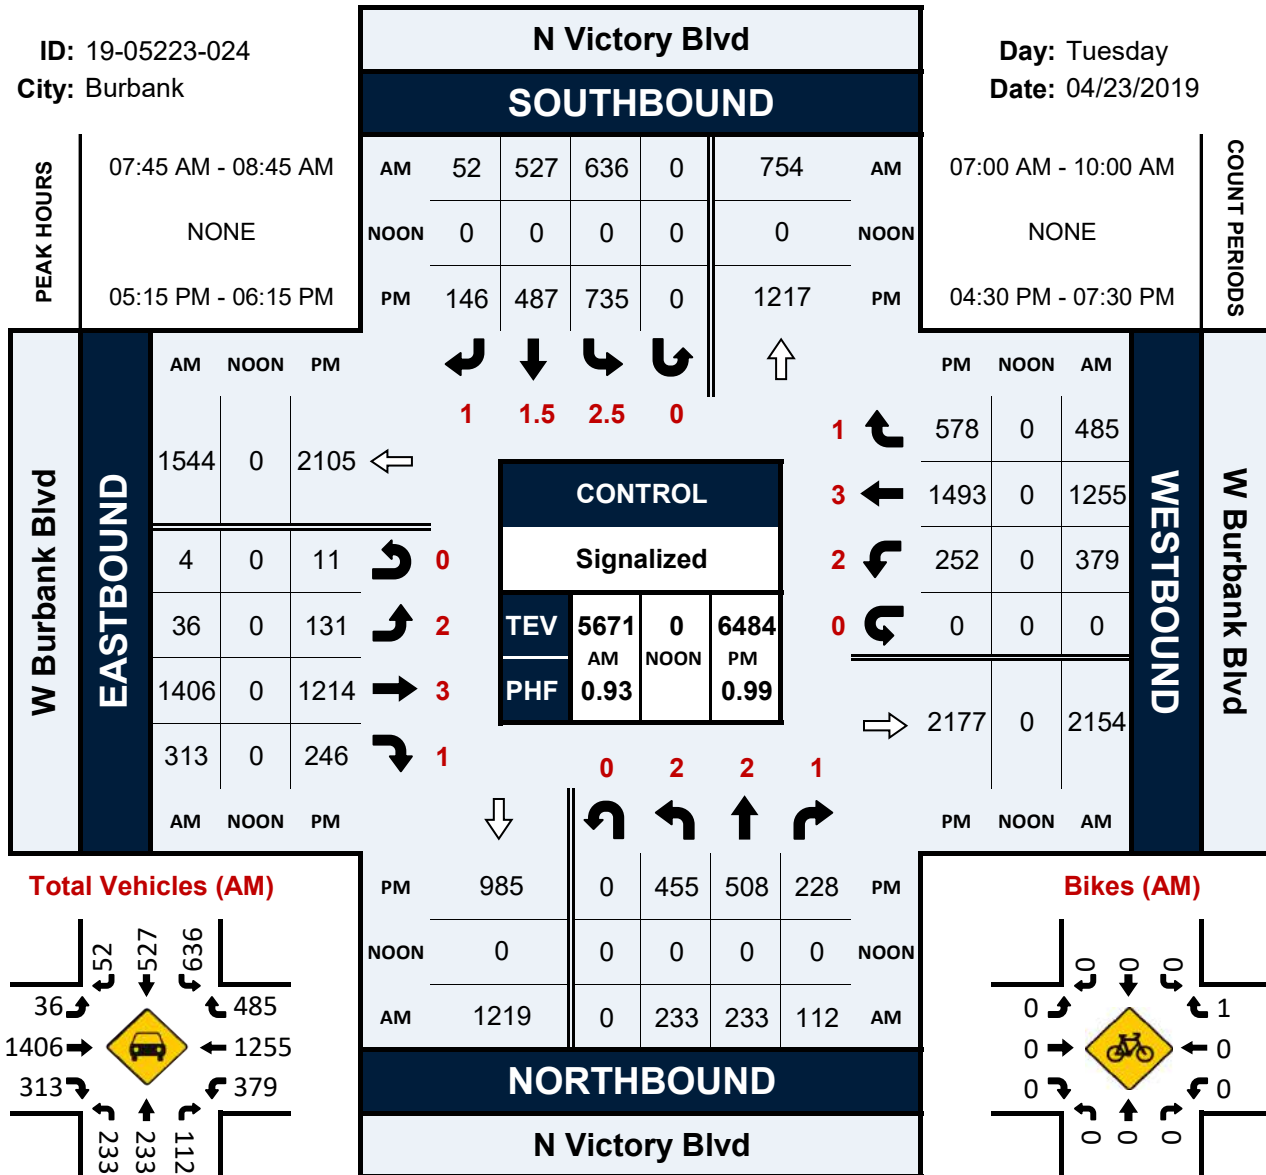 N Victory Blvd
ID: 19-05223-024
Day: Tuesday
City: Burbank
Date: 04/23/2019
SOUTHBOUND
PEAK HOURS
07:45 AM - 08:45 AM
NONE
05:15 PM - 06:15 PM
AM 52 527 636 0 754 AM
NOON 0 0 0 0 0 NOON
PM 146 487 735 0 1217 PM
07:00 AM - 10:00 AM
NONE
04:30 PM - 07:30 PM
COUNT PERIODS
1 1.5 2.5 0
W Burbank Blvd
EASTBOUND
AM NOON PM
1544 0 2105
4 0 11 0
36 0 131 2
1406 0 1214 3
313 0 246 1
AM NOON PM
CONTROL
Signalized
TEV 5671 0 6484
AM NOON PM
PHF 0.93 0.99
PM NOON AM
1 578 0 485
3 1493 0 1255
2 252 0 379
0 0 0 0
2177 0 2154
PM NOON AM
WESTBOUND
W Burbank Blvd
0 2 2 1
PM 985 0 455 508 228 PM
NOON 0 0 0 0 0 NOON
AM 1219 0 233 233 112 AM
NORTHBOUND
N Victory Blvd
Total Vehicles (AM)
52 527 636
36 485
1406 1255
313 379
233 233 112
Bikes (AM)
0 0 0
0 1
0 0
0 0
0 0 0